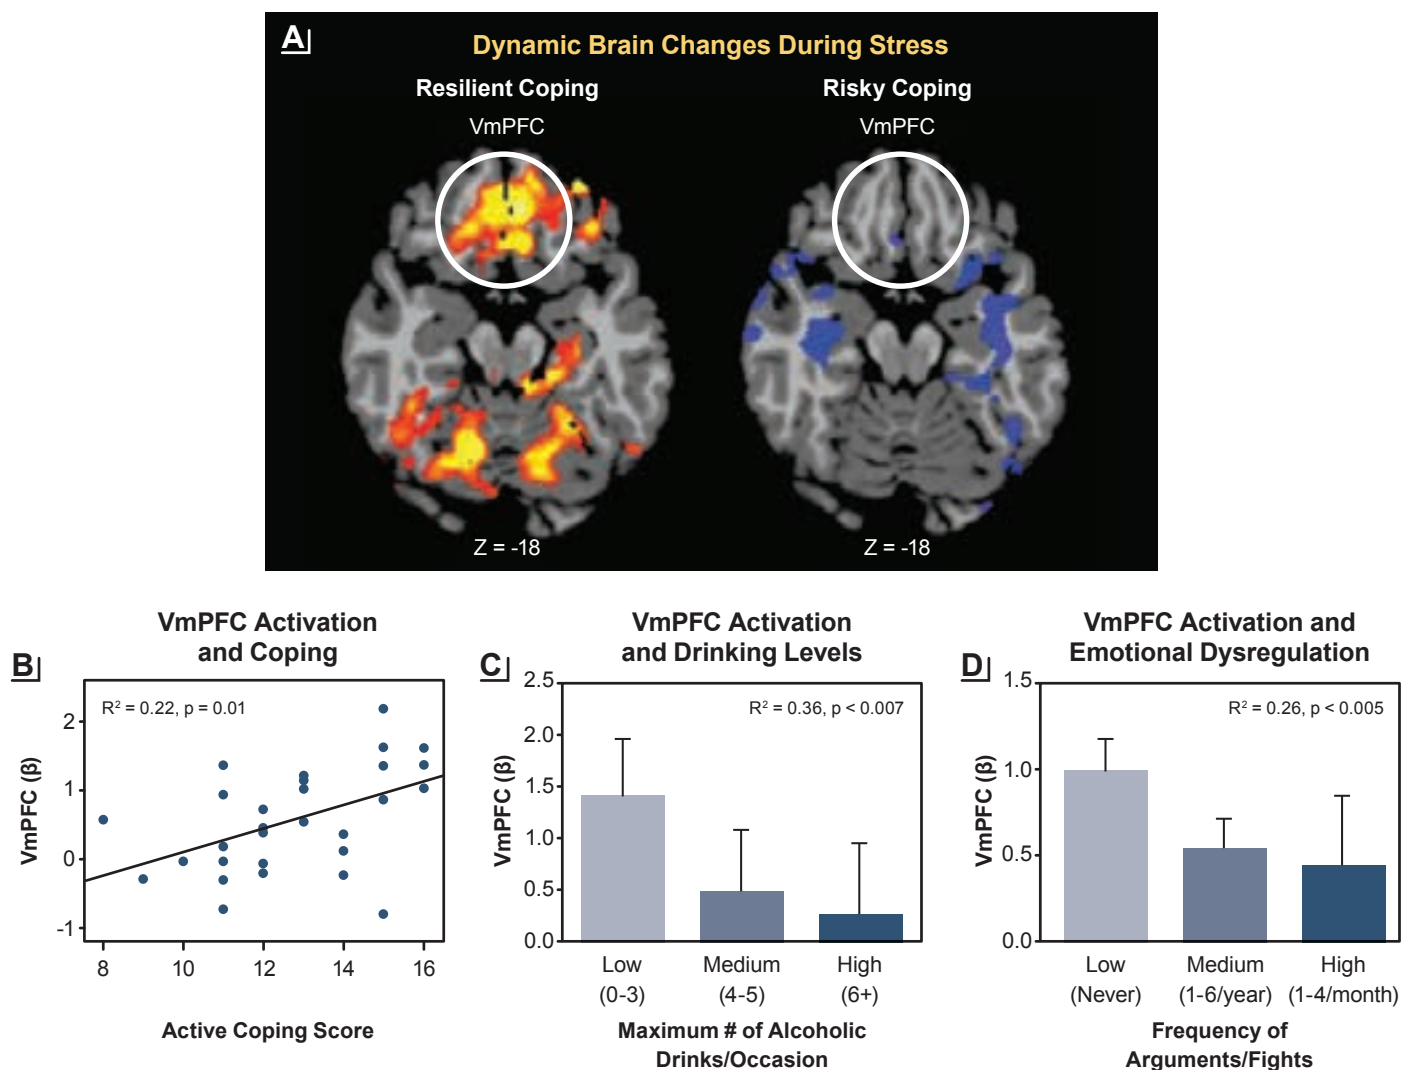 A
Dynamic Brain Changes During Stress
Resilient Coping
Risky Coping
VmPFC
VmPFC
Z = -18
Z = -18
B
VmPFC Activation
and Coping
R² = 0.22, p = 0.01
VmPFC (β)
2
1
0
-1
8
10
12
14
16
Active Coping Score
C
VmPFC Activation
and Drinking Levels
R² = 0.36, p < 0.007
VmPFC (β)
2.5
2.0
1.5
1.0
0.5
0.0
Low
(0-3)
Medium
(4-5)
High
(6+)
Maximum # of Alcoholic
Drinks/Occasion
D
VmPFC Activation and
Emotional Dysregulation
R² = 0.26, p < 0.005
VmPFC (β)
1.5
1.0
0.5
0.0
Low
(Never)
Medium
(1-6/year)
High
(1-4/month)
Frequency of
Arguments/Fights